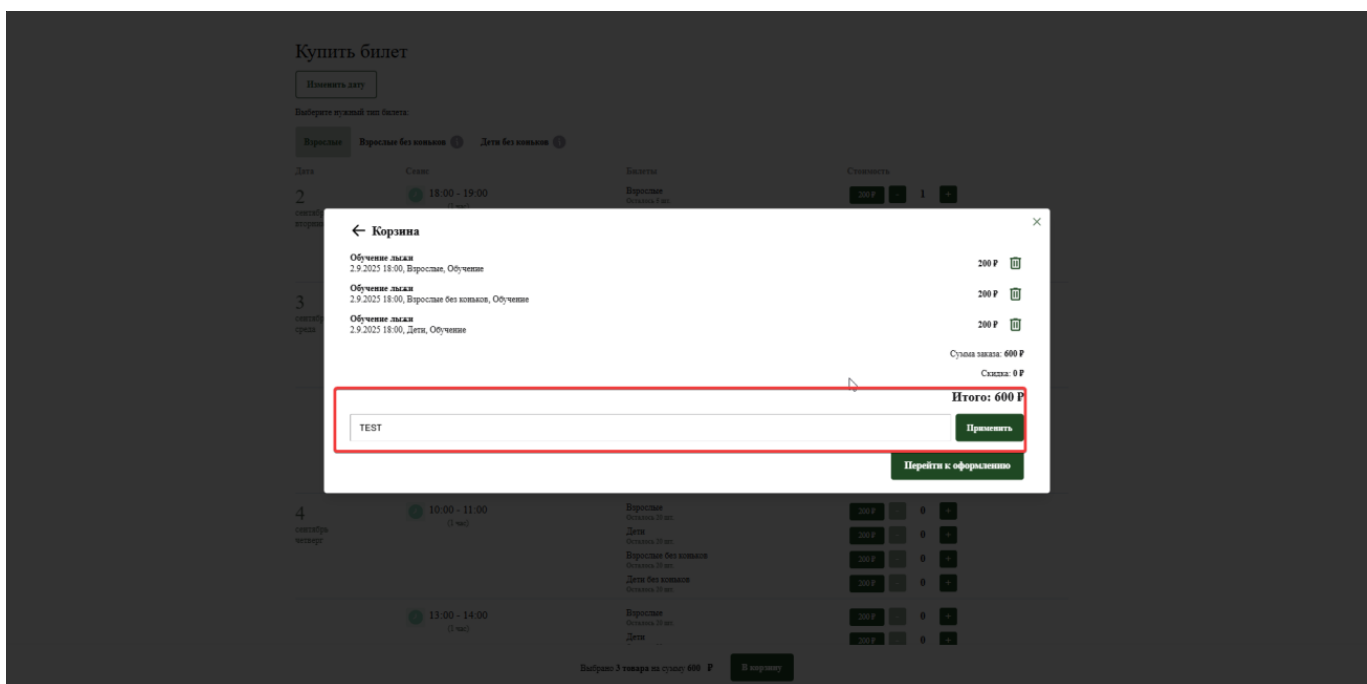 Купить билет
Изменить дату
Выберите нужный тип билета:
Взрослые Взрослые без коньков Дети без коньков
Дата Сеанс Билеты Стоимость
2 18:00 - 19:00 Взрослые 200 ₽ - 1 +
← Корзина ×
Обучение лыжи
2.9.2025 18:00, Взрослые, Обучение 200 ₽
Обучение лыжи
2.9.2025 18:00, Взрослые без коньков, Обучение 200 ₽
Обучение лыжи
2.9.2025 18:00, Дети, Обучение 200 ₽
Сумма заказа: 600 ₽
Скидка: 0 ₽
Итого: 600 ₽
TEST Применить
Перейти к оформлению
3
среда
4 10:00 - 11:00 Взрослые 200 ₽ - 0 +
сентябрь (1 час)
четверг
Дети 200 ₽ - 0 +
Взрослые без коньков 200 ₽ - 0 +
Дети без коньков 200 ₽ - 0 +
13:00 - 14:00 Взрослые 200 ₽ - 0 +
(1 час)
Дети 200 ₽ - 0 +
Выбрано 3 товара на сумму 600 ₽ В корзину